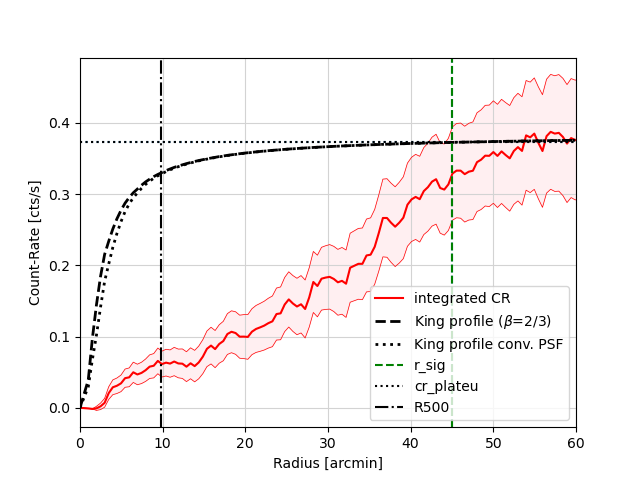 Count-Rate [cts/s]
0.4
0.3
0.2
0.1
0.0
integrated CR
King profile (β=2/3)
King profile conv. PSF
r_sig
cr_plateu
R500
0 10 20 30 40 50 60
Radius [arcmin]